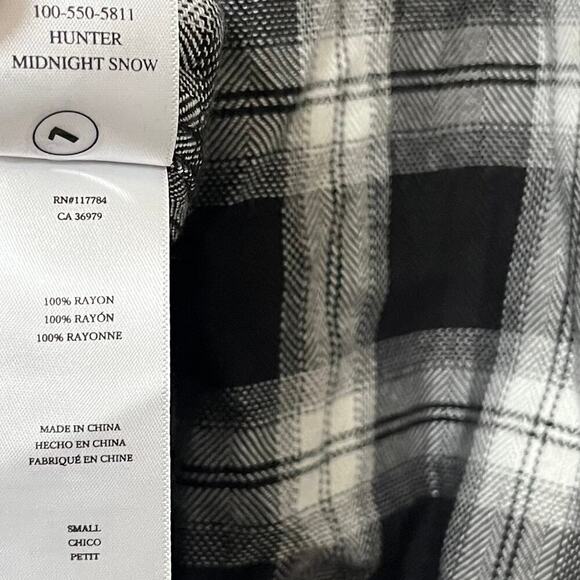 100-550-5811
HUNTER
MIDNIGHT SNOW
7
RN#117784
CA 36979
100% RAYON
100% RAYÓN
100% RAYONNE
MADE IN CHINA
HECHO EN CHINA
FABRIQUÉ EN CHINE
SMALL
CHICO
PETIT